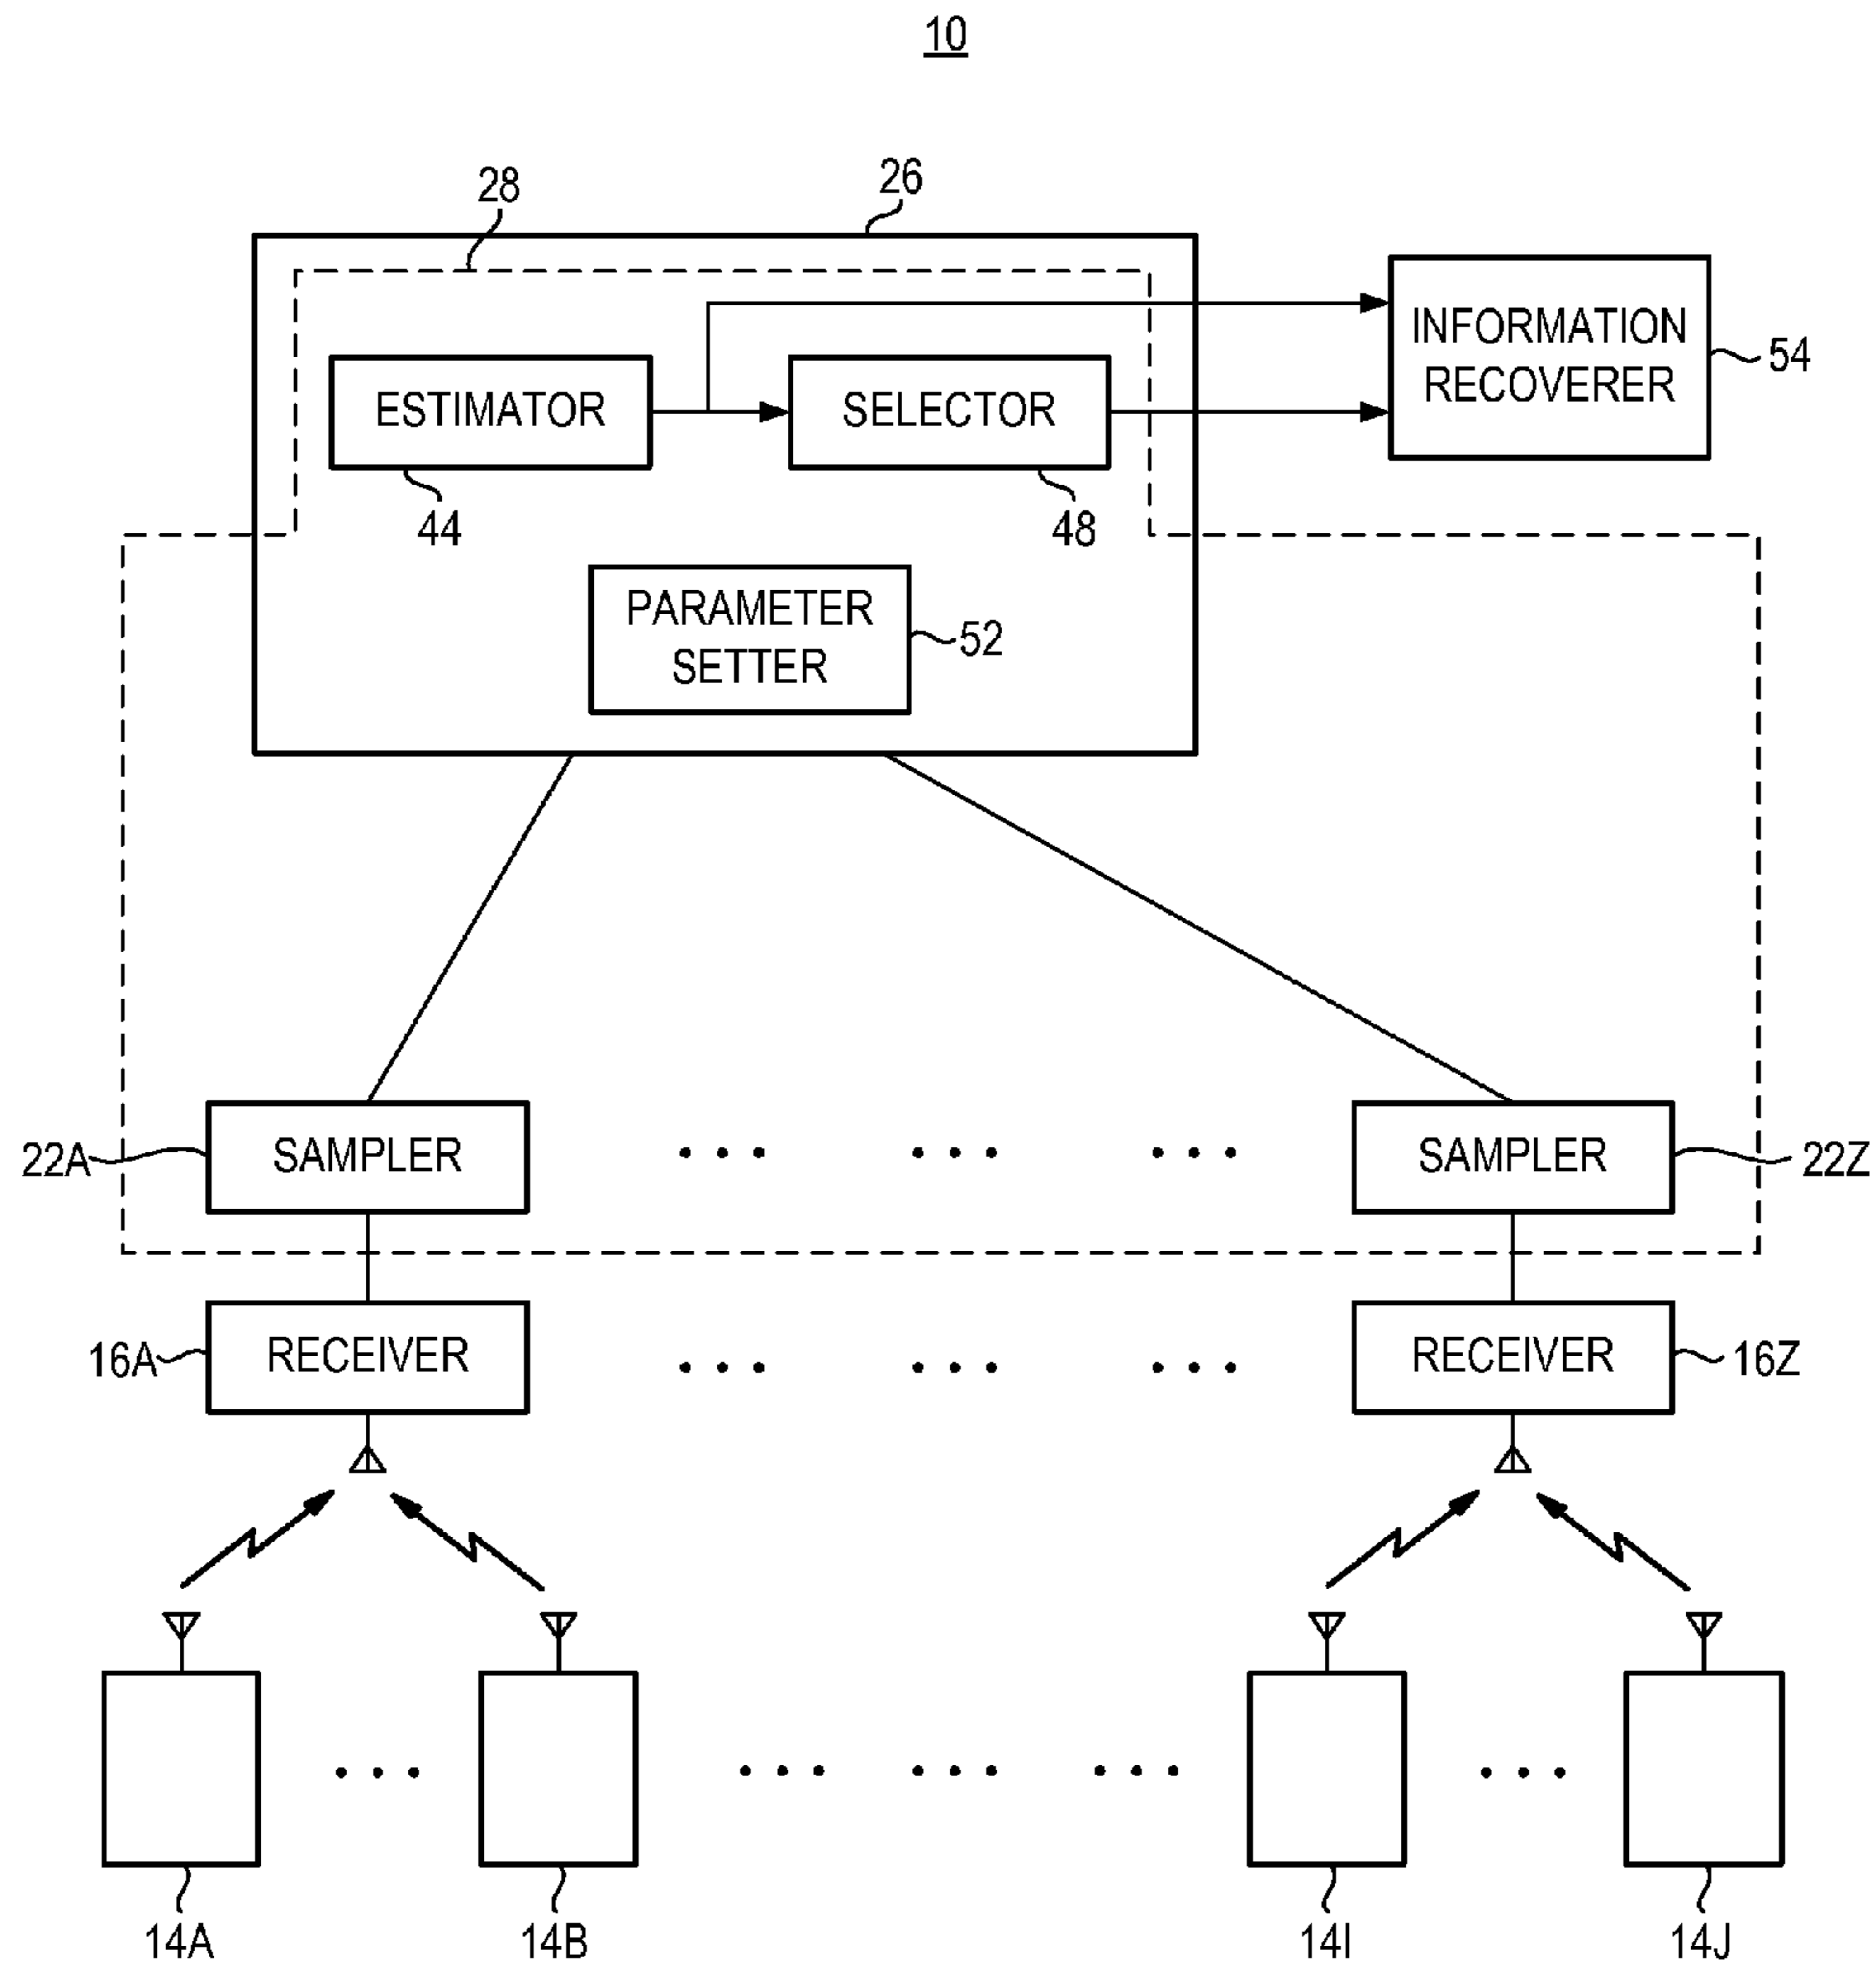 10
28
26
INFORMATION
RECOVERER
54
ESTIMATOR
SELECTOR
44
48
PARAMETER
SETTER
52
22A
SAMPLER
... ... ...
SAMPLER
22Z
16A
RECEIVER
... ... ...
RECEIVER
16Z
... ... ... ... ...
14A
14B
14I
14J